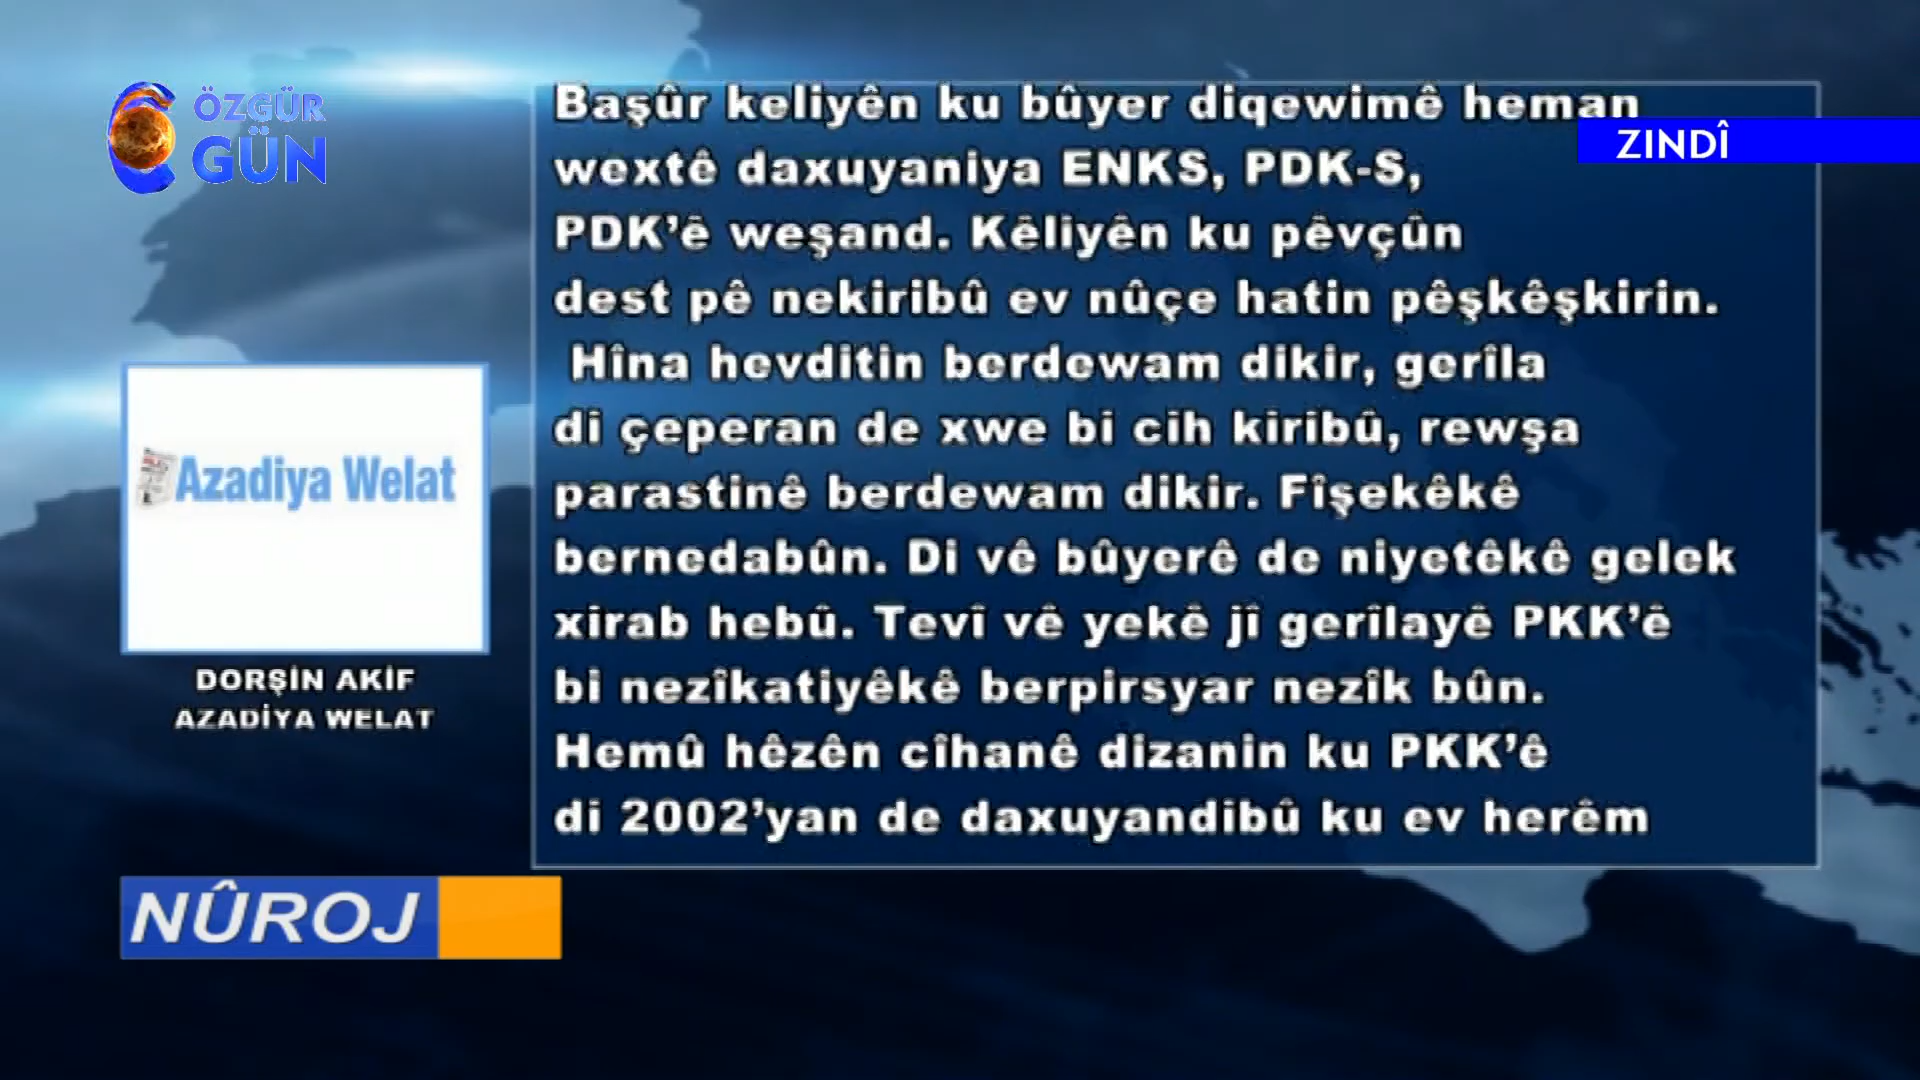 ÖZGÜR
GÜN
ZINDÎ
Başûr keliyên ku bûyer diqewimê heman
wextê daxuyaniya ENKS, PDK-S,
PDK’ê weşand. Kêliyên ku pêvçûn
dest pê nekiribû ev nûçe hatin pêşkêşkirin.
Hîna hevditin berdewam dikir, gerîla
di çeperan de xwe bi cih kiribû, rewşa
parastinê berdewam dikir. Fîşekêkê
bernedabûn. Di vê bûyerê de niyetêkê gelek
xirab hebû. Tevî vê yekê jî gerîlayê PKK’ê
bi nezîkatiyêkê berpirsyar nezîk bûn.
Hemû hêzên cîhanê dizanin ku PKK’ê
di 2002’yan de daxuyandibû ku ev herêm
Azadiya Welat
DORŞİN AKİF
AZADİYA WELAT
NÛROJ